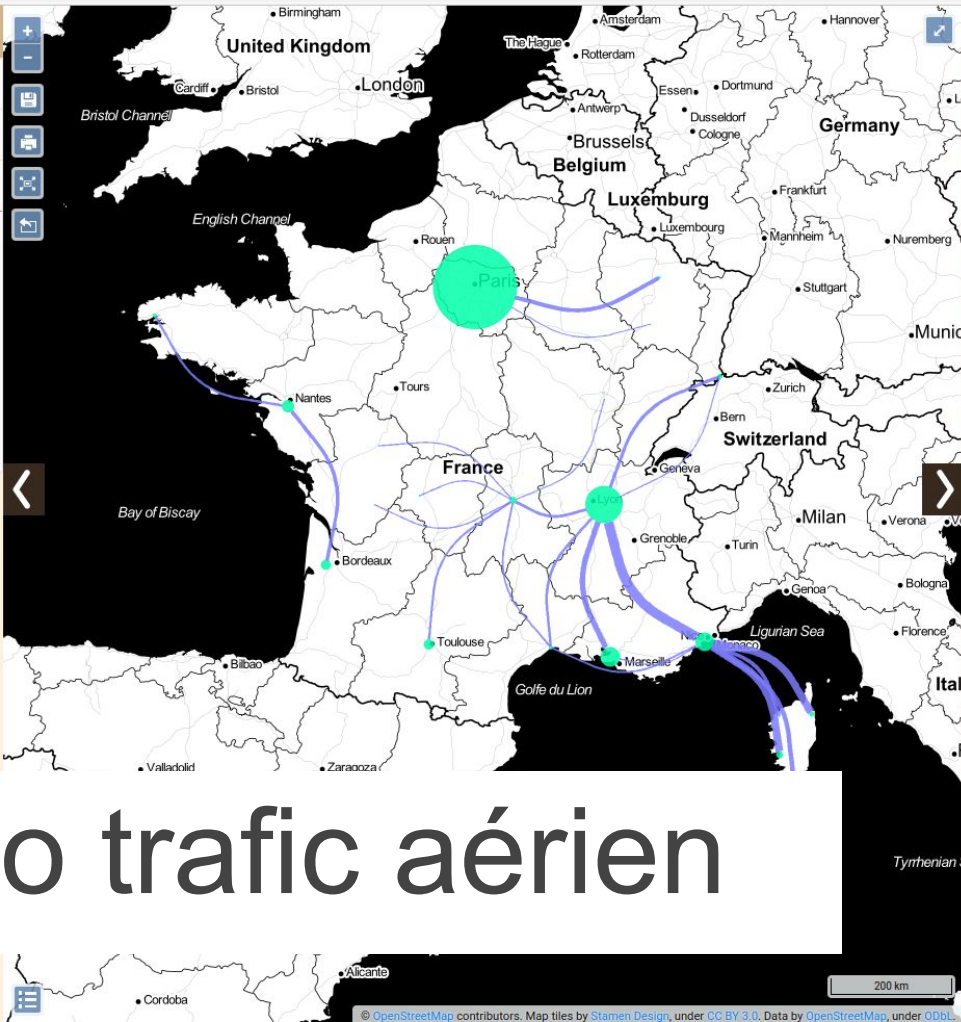 Birmingham
Amsterdam
Hannover
United Kingdom
The Hague
Rotterdam
London
Cardiff
Bristol
Essen
Dortmund
Bristol Channel
Antwerp
Dusseldorf
Germany
Cologne
Brussels
Belgium
Frankfurt
Luxemburg
English Channel
Luxembourg
Rouen
Mannheim
Nuremberg
Paris
Stuttgart
Munic
Tours
Zurich
Nantes
Bern
Switzerland
France
Geneva
Lyon
Bay of Biscay
Milan
Verona
Grenoble
Turin
Bordeaux
Bologna
Genoa
Ligurian Sea
Florence
Toulouse
Monaco
Marseille
Bilbao
Golfe du Lion
Ital
Valladolid
Zaragoza
o trafic aérien
Tyrrhenian
Alicante
Cordoba
200 km
© OpenStreetMap contributors. Map tiles by Stamen Design, under CC BY 3.0. Data by OpenStreetMap, under ODbL.